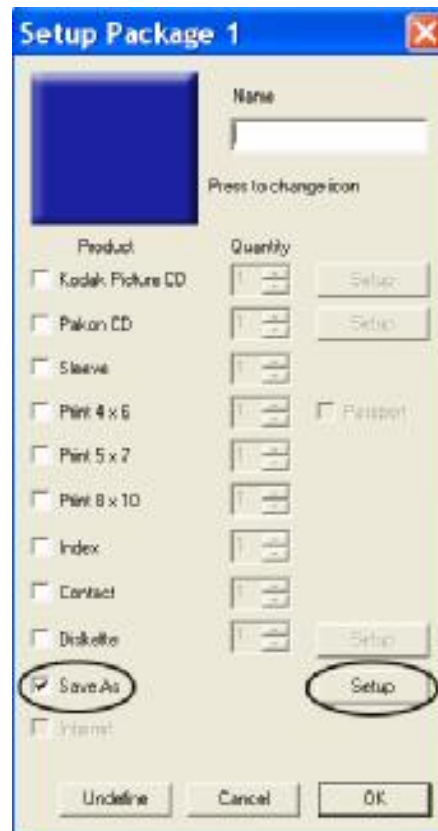 Setup Package 1
Name
Press to change icon
Product Quantity
Kodak Picture CD 1 Setup
Pakon CD 1 Setup
Sleeve 1
Print 4 x 6 1 Passport
Print 5 x 7 1
Print 8 x 10 1
Index 1
Contact 1
Diskette 1 Setup
Save As Setup
Internet
Undefine Cancel OK